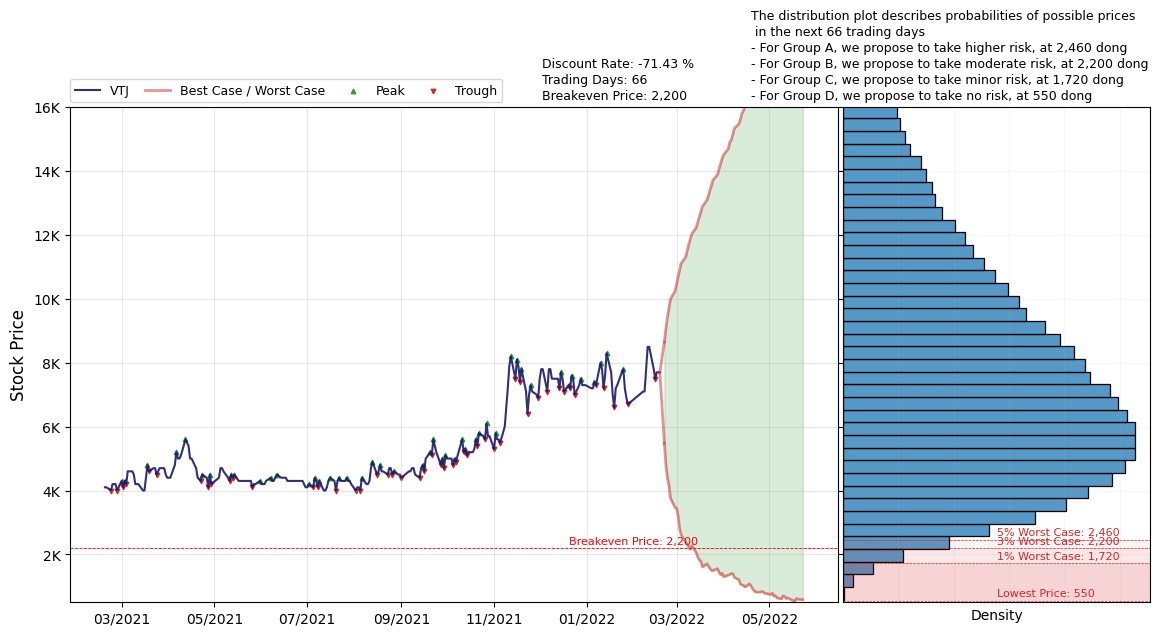 The distribution plot describes probabilities of possible prices
in the next 66 trading days
- For Group A, we propose to take higher risk, at 2,460 dong
- For Group B, we propose to take moderate risk, at 2,200 dong
- For Group C, we propose to take minor risk, at 1,720 dong
- For Group D, we propose to take no risk, at 550 dong
Discount Rate: -71.43 %
Trading Days: 66
Breakeven Price: 2,200
VTJ
Best Case / Worst Case
Peak
Trough
Stock Price
16K
14K
12K
10K
8K
6K
4K
2K
Breakeven Price: 2,200
5% Worst Case: 2,460
3% Worst Case: 2,200
1% Worst Case: 1,720
Lowest Price: 550
03/2021
05/2021
07/2021
09/2021
11/2021
01/2022
03/2022
05/2022
Density